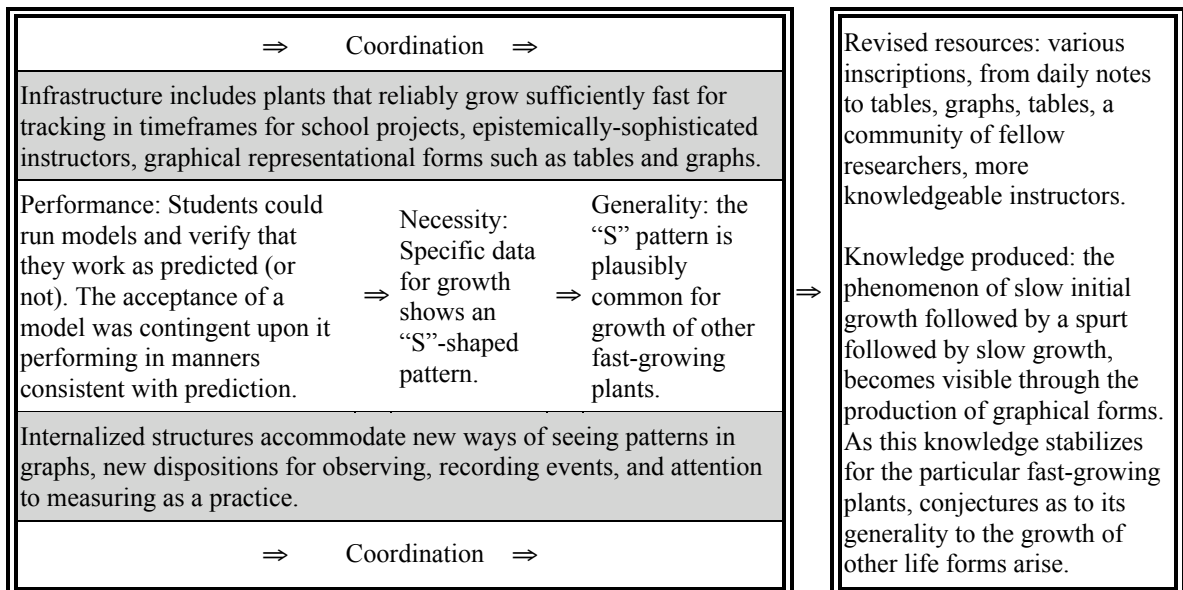 ⇒ Coordination ⇒
Infrastructure includes plants that reliably grow sufficiently fast for
tracking in timeframes for school projects, epistemically-sophisticated
instructors, graphical representational forms such as tables and graphs.
Performance: Students could
run models and verify that
they work as predicted (or
not). The acceptance of a
model was contingent upon it
performing in manners
consistent with prediction.
⇒
Necessity:
Specific data
for growth
shows an
“S”-shaped
pattern.
⇒
Generality: the
“S” pattern is
plausibly
common for
growth of other
fast-growing
plants.
Internalized structures accommodate new ways of seeing patterns in
graphs, new dispositions for observing, recording events, and attention
to measuring as a practice.
⇒ Coordination ⇒
⇒
Revised resources: various
inscriptions, from daily notes
to tables, graphs, tables, a
community of fellow
researchers, more
knowledgeable instructors.
Knowledge produced: the
phenomenon of slow initial
growth followed by a spurt
followed by slow growth,
becomes visible through the
production of graphical forms.
As this knowledge stabilizes
for the particular fast-growing
plants, conjectures as to its
generality to the growth of
other life forms arise.